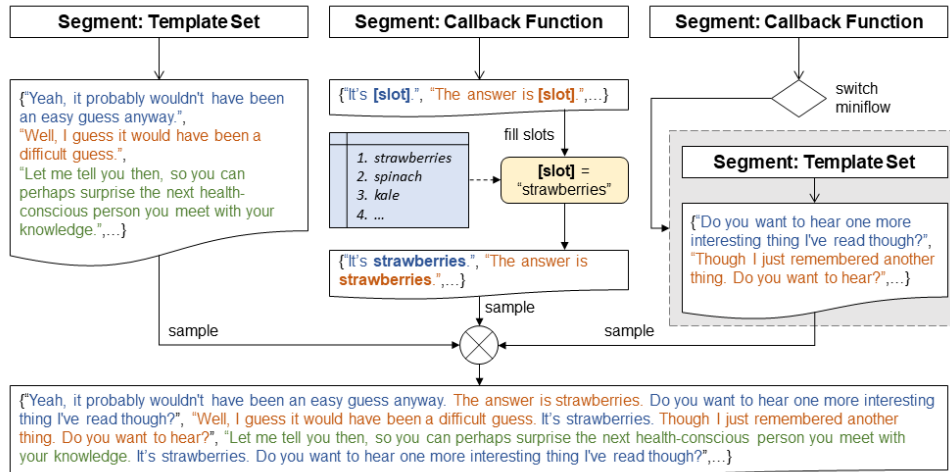 Segment: Template Set
{“Yeah, it probably wouldn't have been
an easy guess anyway.”,
“Well, I guess it would have been a
difficult guess.”,
“Let me tell you then, so you can
perhaps surprise the next health-
conscious person you meet with your
knowledge.”,…}
sample
Segment: Callback Function
{“It’s [slot].”, “The answer is [slot].”,…}
fill slots
1. strawberries
2. spinach
3. kale
4. ...
[slot] =
“strawberries”
{“It’s strawberries.”, “The answer is
strawberries.”,…}
sample
Segment: Callback Function
switch
miniflow
Segment: Template Set
{“Do you want to hear one more
interesting thing I've read though?”,
“Though I just remembered another
thing. Do you want to hear?”,…}
sample
{“Yeah, it probably wouldn't have been an easy guess anyway. The answer is strawberries. Do you want to hear one more interesting
thing I've read though?”, “Well, I guess it would have been a difficult guess. It’s strawberries. Though I just remembered another
thing. Do you want to hear?”, “Let me tell you then, so you can perhaps surprise the next health-conscious person you meet with
your knowledge. It’s strawberries. Do you want to hear one more interesting thing I've read though?”,…}